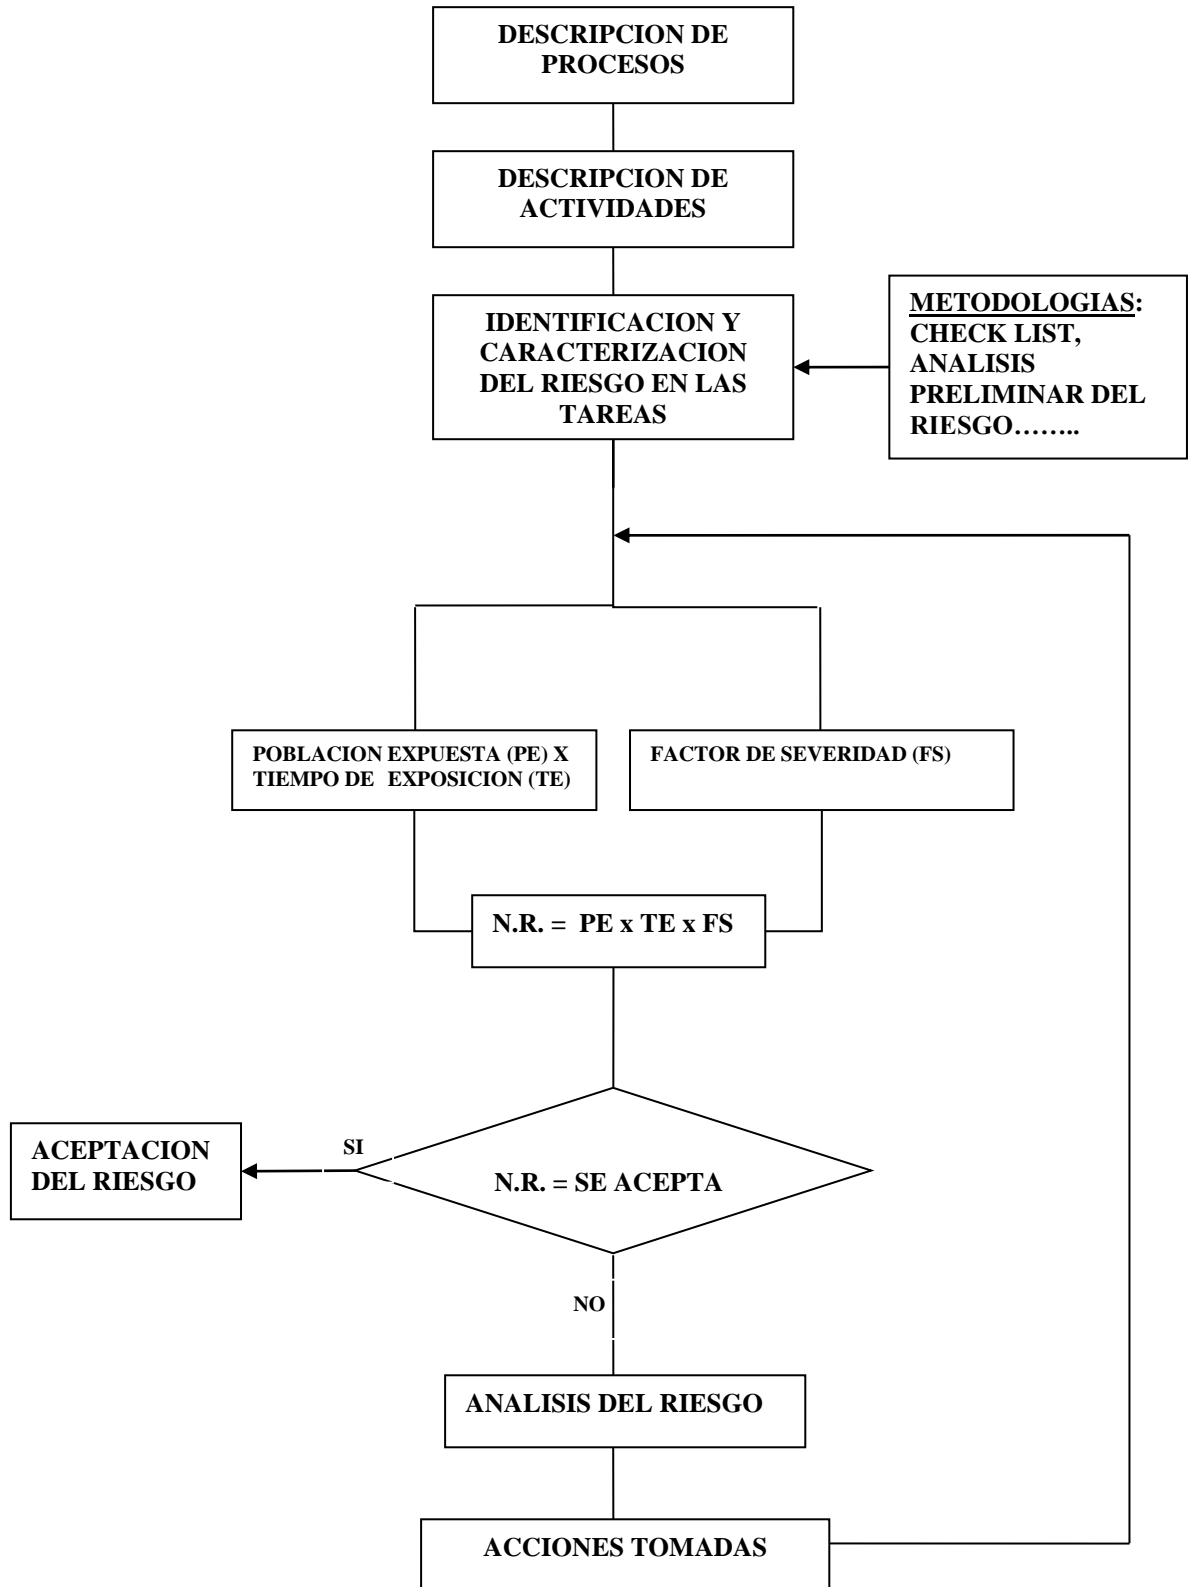 DESCRIPCION DE
PROCESOS
DESCRIPCION DE
ACTIVIDADES
IDENTIFICACION Y
CARACTERIZACION
DEL RIESGO EN LAS
TAREAS
METODOLOGIAS:
CHECK LIST,
ANALISIS
PRELIMINAR DEL
RIESGO……..
POBLACION EXPUESTA (PE) X
TIEMPO DE EXPOSICION (TE)
FACTOR DE SEVERIDAD (FS)
N.R. = PE x TE x FS
ACEPTACION
DEL RIESGO
SI
N.R. = SE ACEPTA
NO
ANALISIS DEL RIESGO
ACCIONES TOMADAS